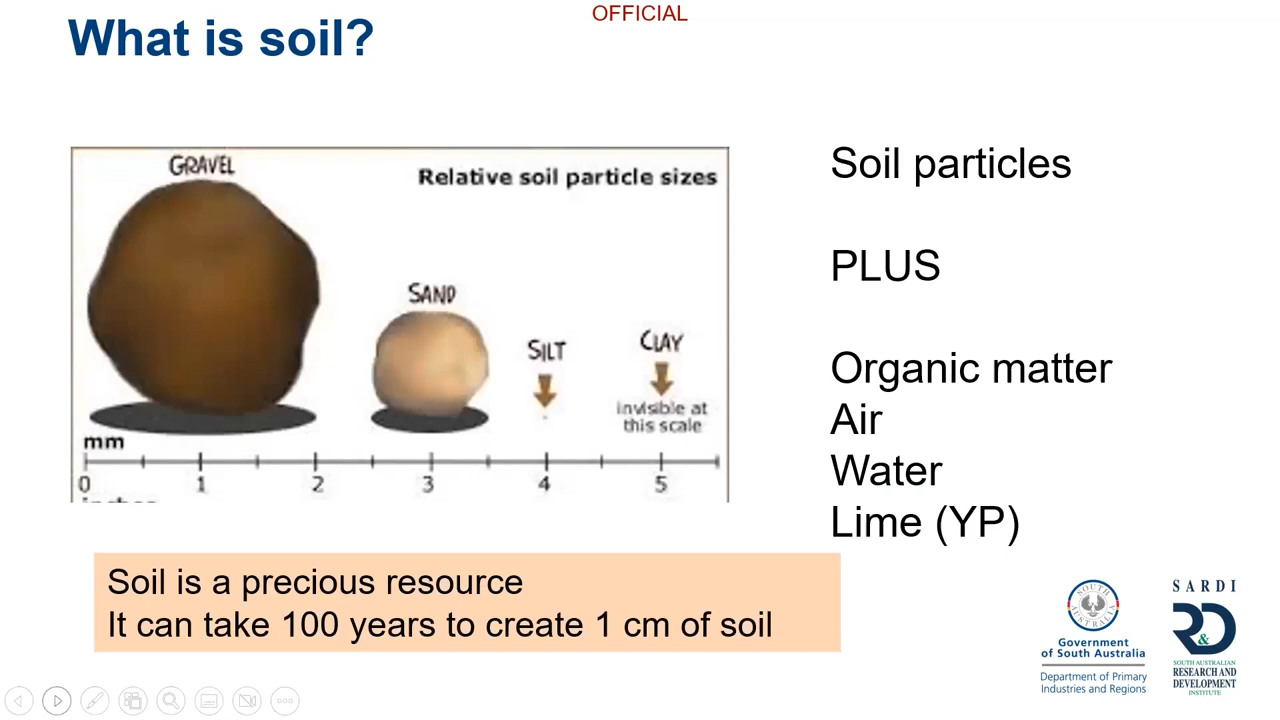 OFFICIAL
What is soil?
GRAVEL
Relative soil particle sizes
SAND
SILT
CLAY
invisible at
this scale
mm
0 1 2 3 4 5
Soil particles
PLUS
Organic matter
Air
Water
Lime (YP)
Soil is a precious resource
It can take 100 years to create 1 cm of soil
SOUTH AUSTRALIA
Government
of South Australia
Department of Primary
Industries and Regions
SARDI
R&D
SOUTH AUSTRALIAN
RESEARCH AND
DEVELOPMENT
INSTITUTE